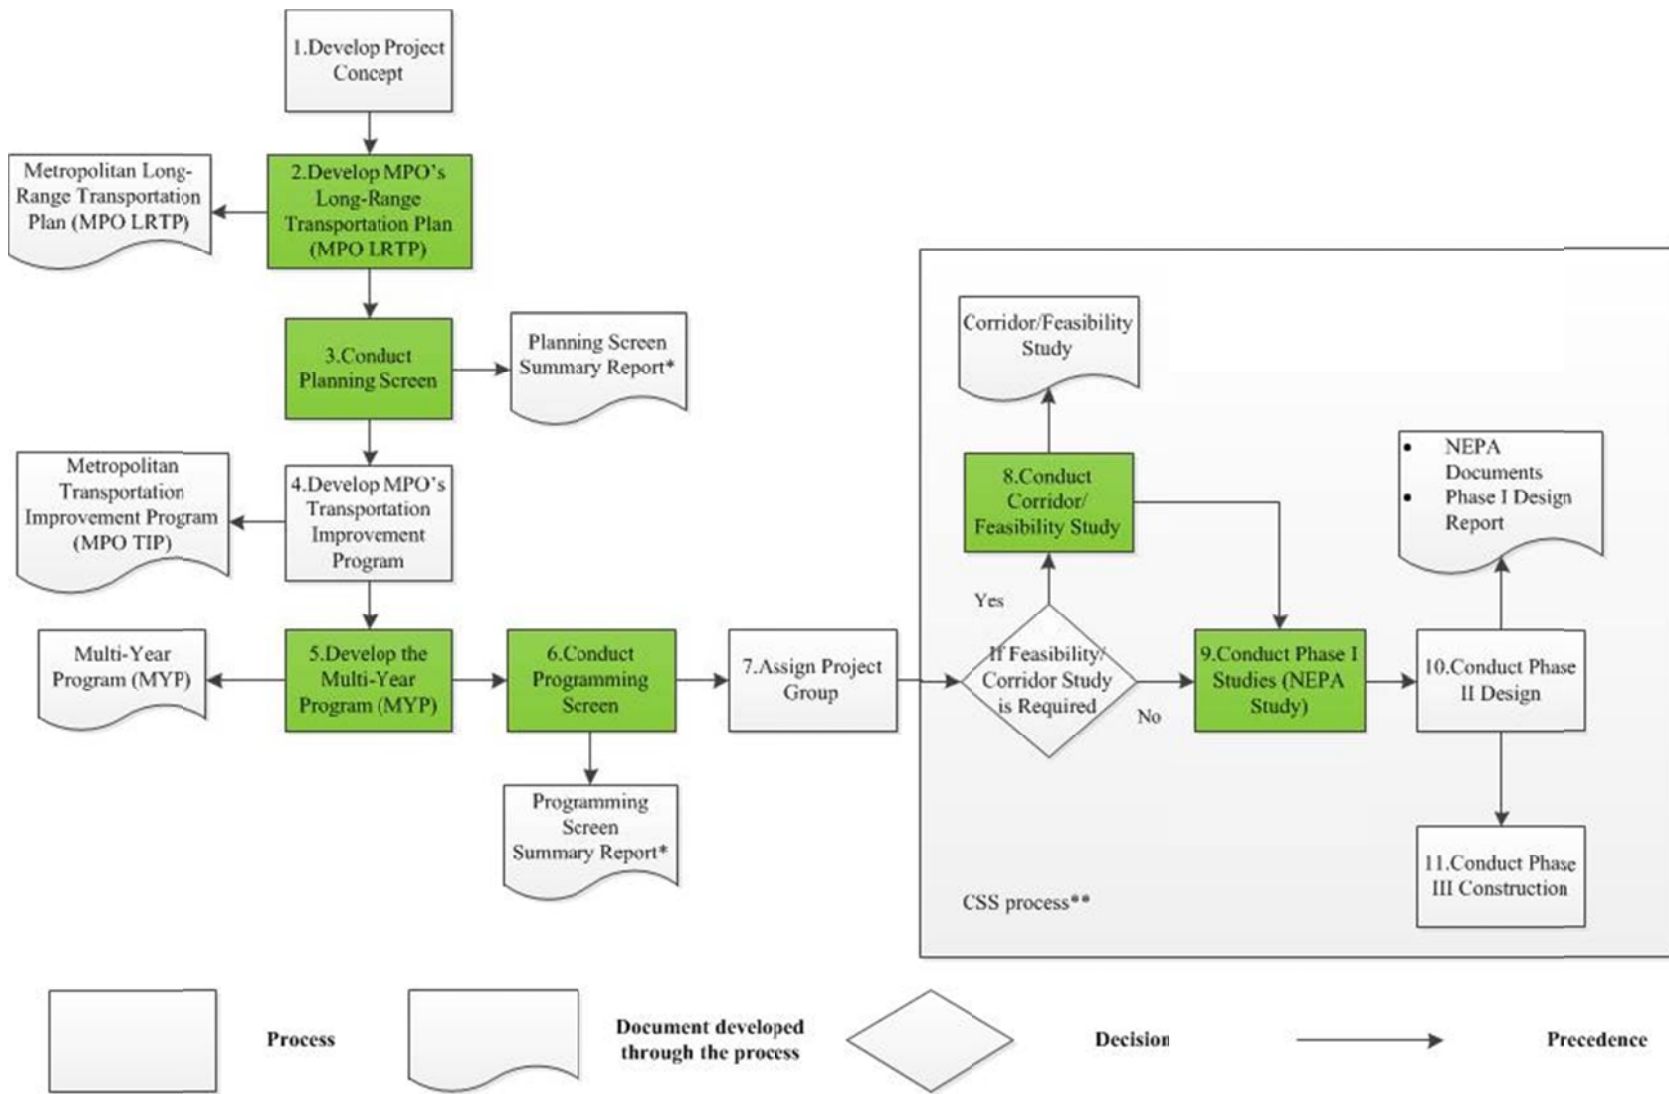 1.Develop Project
Concept
Metropolitan Long-
Range Transportation
Plan (MPO LRTP)
2.Develop MPO's
Long-Range
Transportation Plan
(MPO LRTP)
3.Conduct
Planning Screen
Planning Screen
Summary Report*
Metropolitan
Transportation
Improvement Program
(MPO TIP)
4.Develop MPO's
Transportation
Improvement
Program
Multi-Year
Program (MYP)
5.Develop the
Multi-Year
Program (MYP)
6.Conduct
Programming
Screen
Programming
Screen
Summary Report*
7.Assign Project
Group
If Feasibility/
Corridor Study
is Required
Yes
No
8.Conduct
Corridor/
Feasibility Study
Corridor/Feasibility
Study
9.Conduct Phase I
Studies (NEPA
Study)
10.Conduct Phase
II Design
• NEPA
Documents
• Phase I Design
Report
11.Conduct Phase
III Construction
CSS process**
Process
Document developed
through the process
Decision
Precedence